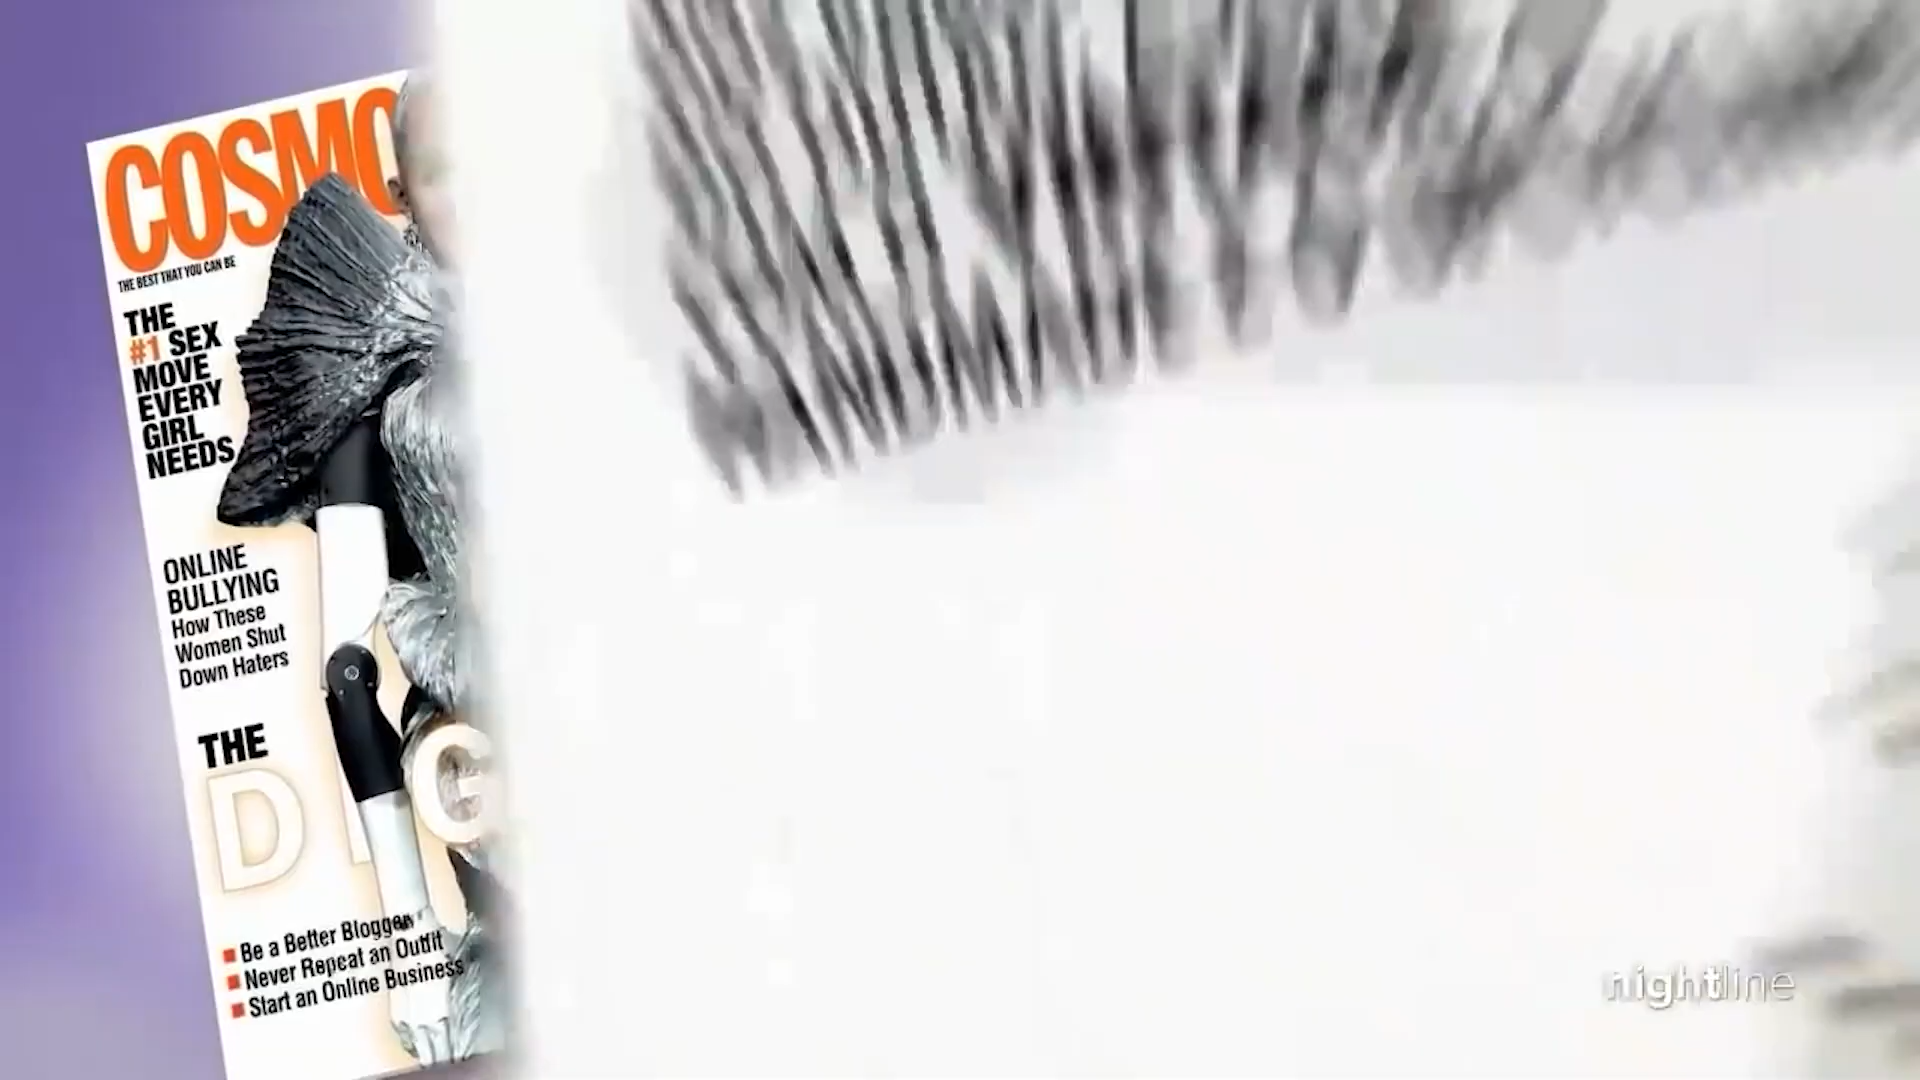 COSMO
THE BEST THAT YOU CAN BE
THE
#1 SEX
MOVE
EVERY
GIRL
NEEDS
ONLINE
BULLYING
How These
Women Shut
Down Haters
THE
DIG
Be a Better Blogger
Never Repeat an Outfit
Start an Online Business
nightline